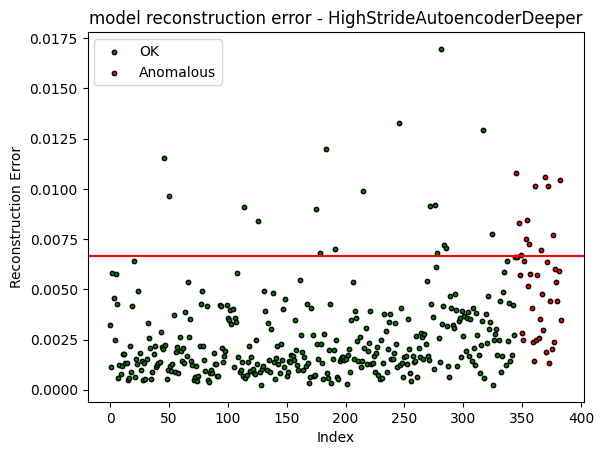 model reconstruction error - HighStrideAutoencoderDeeper
OK
Anomalous
Reconstruction Error
0.0175
0.0150
0.0125
0.0100
0.0075
0.0050
0.0025
0.0000
0 50 100 150 200 250 300 350 400
Index